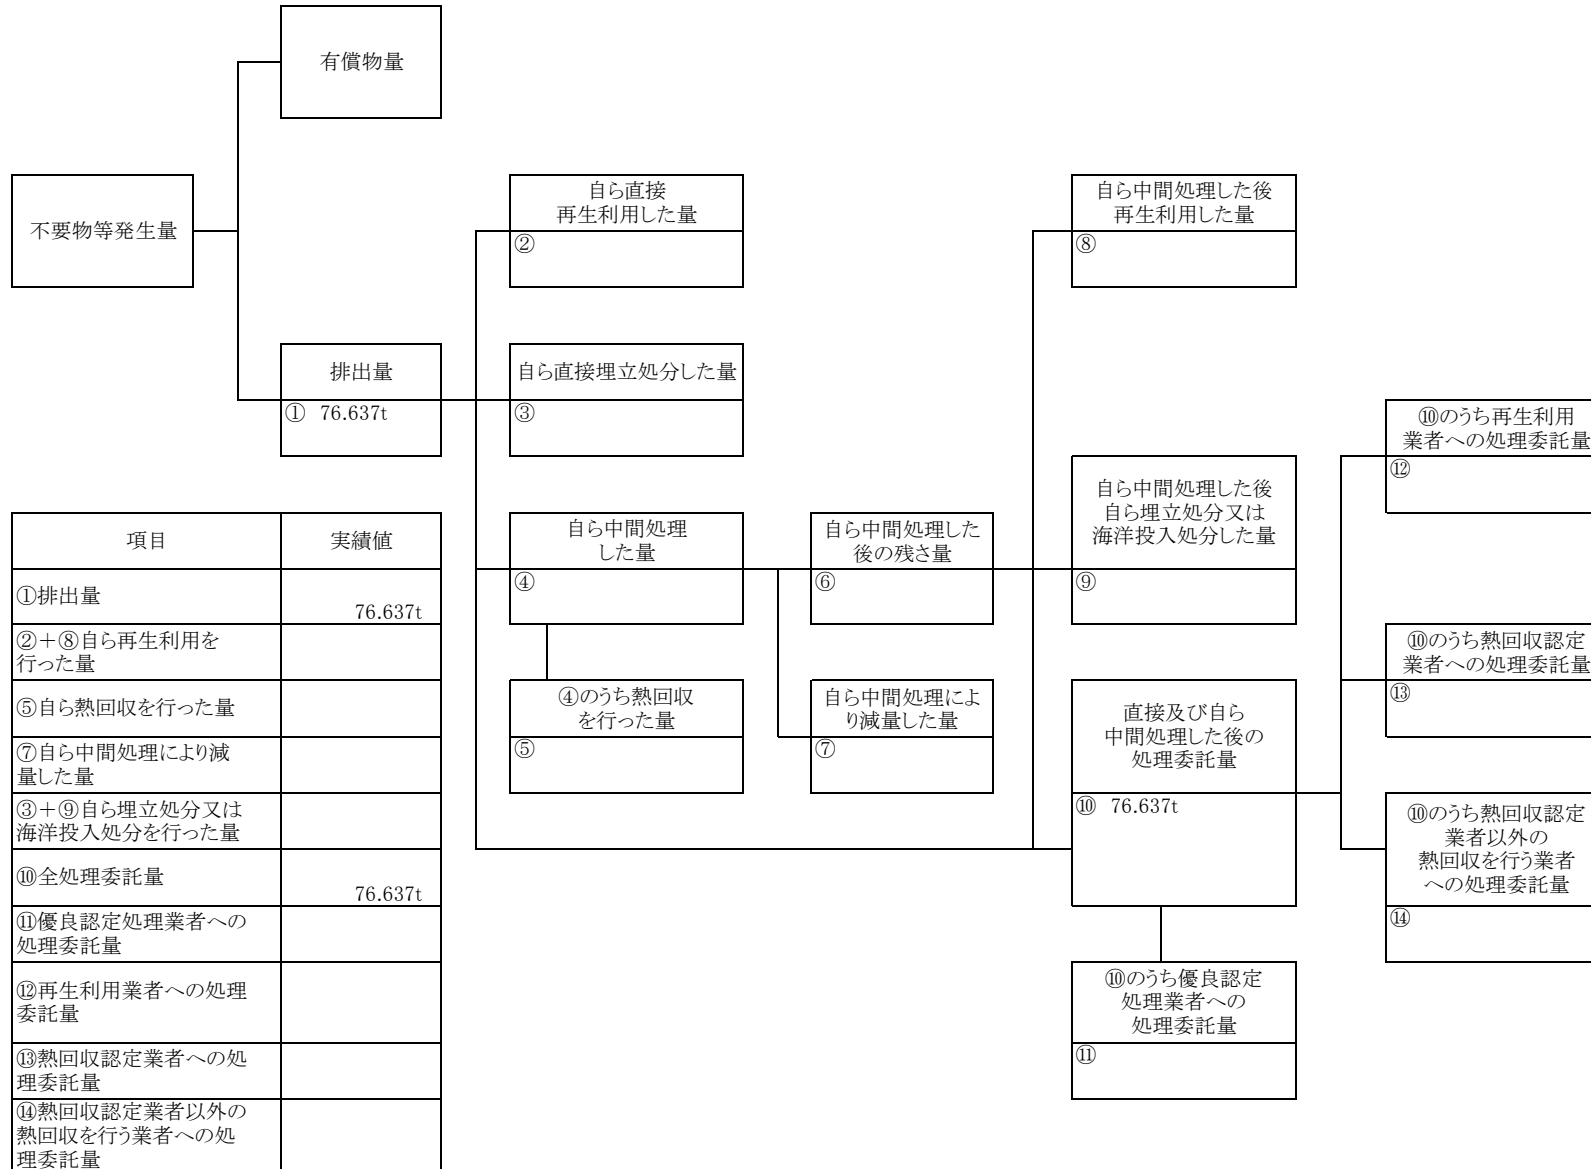 有償物量
不要物等発生量
自ら直接
再生利用した量
②
自ら中間処理した後
再生利用した量
⑧
排出量
① 76.637t
自ら直接埋立処分した量
③
⑩のうち再生利用
業者への処理委託量
⑫
自ら中間処理
した量
④
自ら中間処理した
後の残さ量
⑥
自ら中間処理した後
自ら埋立処分又は
海洋投入処分した量
⑨
⑩のうち熱回収認定
業者への処理委託量
⑬
④のうち熱回収
を行った量
⑤
自ら中間処理によ
り減量した量
⑦
直接及び自ら
中間処理した後の
処理委託量
⑩ 76.637t
⑩のうち熱回収認定
業者以外の
熱回収を行う業者
への処理委託量
⑭
⑩のうち優良認定
処理業者への
処理委託量
⑪
項目 実績値
①排出量
76.637t
②+⑧自ら再生利用を
行った量
⑤自ら熱回収を行った量
⑦自ら中間処理により減
量した量
③+⑨自ら埋立処分又は
海洋投入処分を行った量
⑩全処理委託量
76.637t
⑪優良認定処理業者への
処理委託量
⑫再生利用業者への処理
委託量
⑬熱回収認定業者への処
理委託量
⑭熱回収認定業者以外の
熱回収を行う業者への処
理委託量